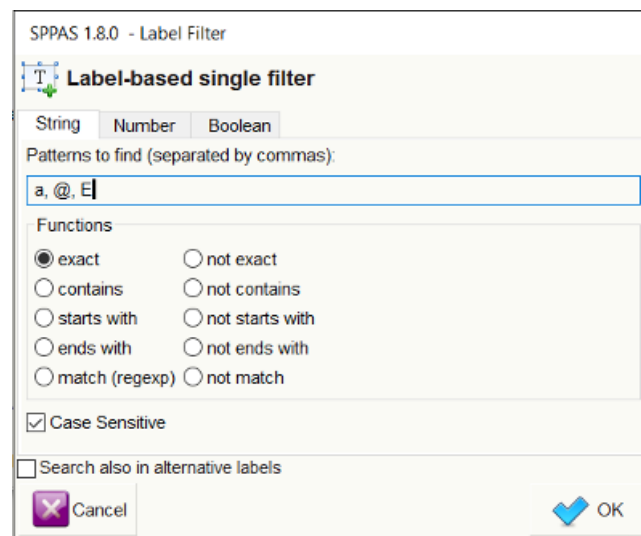 SPPAS 1.8.0 - Label Filter
T Label-based single filter
String Number Boolean
Patterns to find (separated by commas):
a, @, E
Functions
exact not exact
contains not contains
starts with not starts with
ends with not ends with
match (regexp) not match
Case Sensitive
Search also in alternative labels
Cancel OK